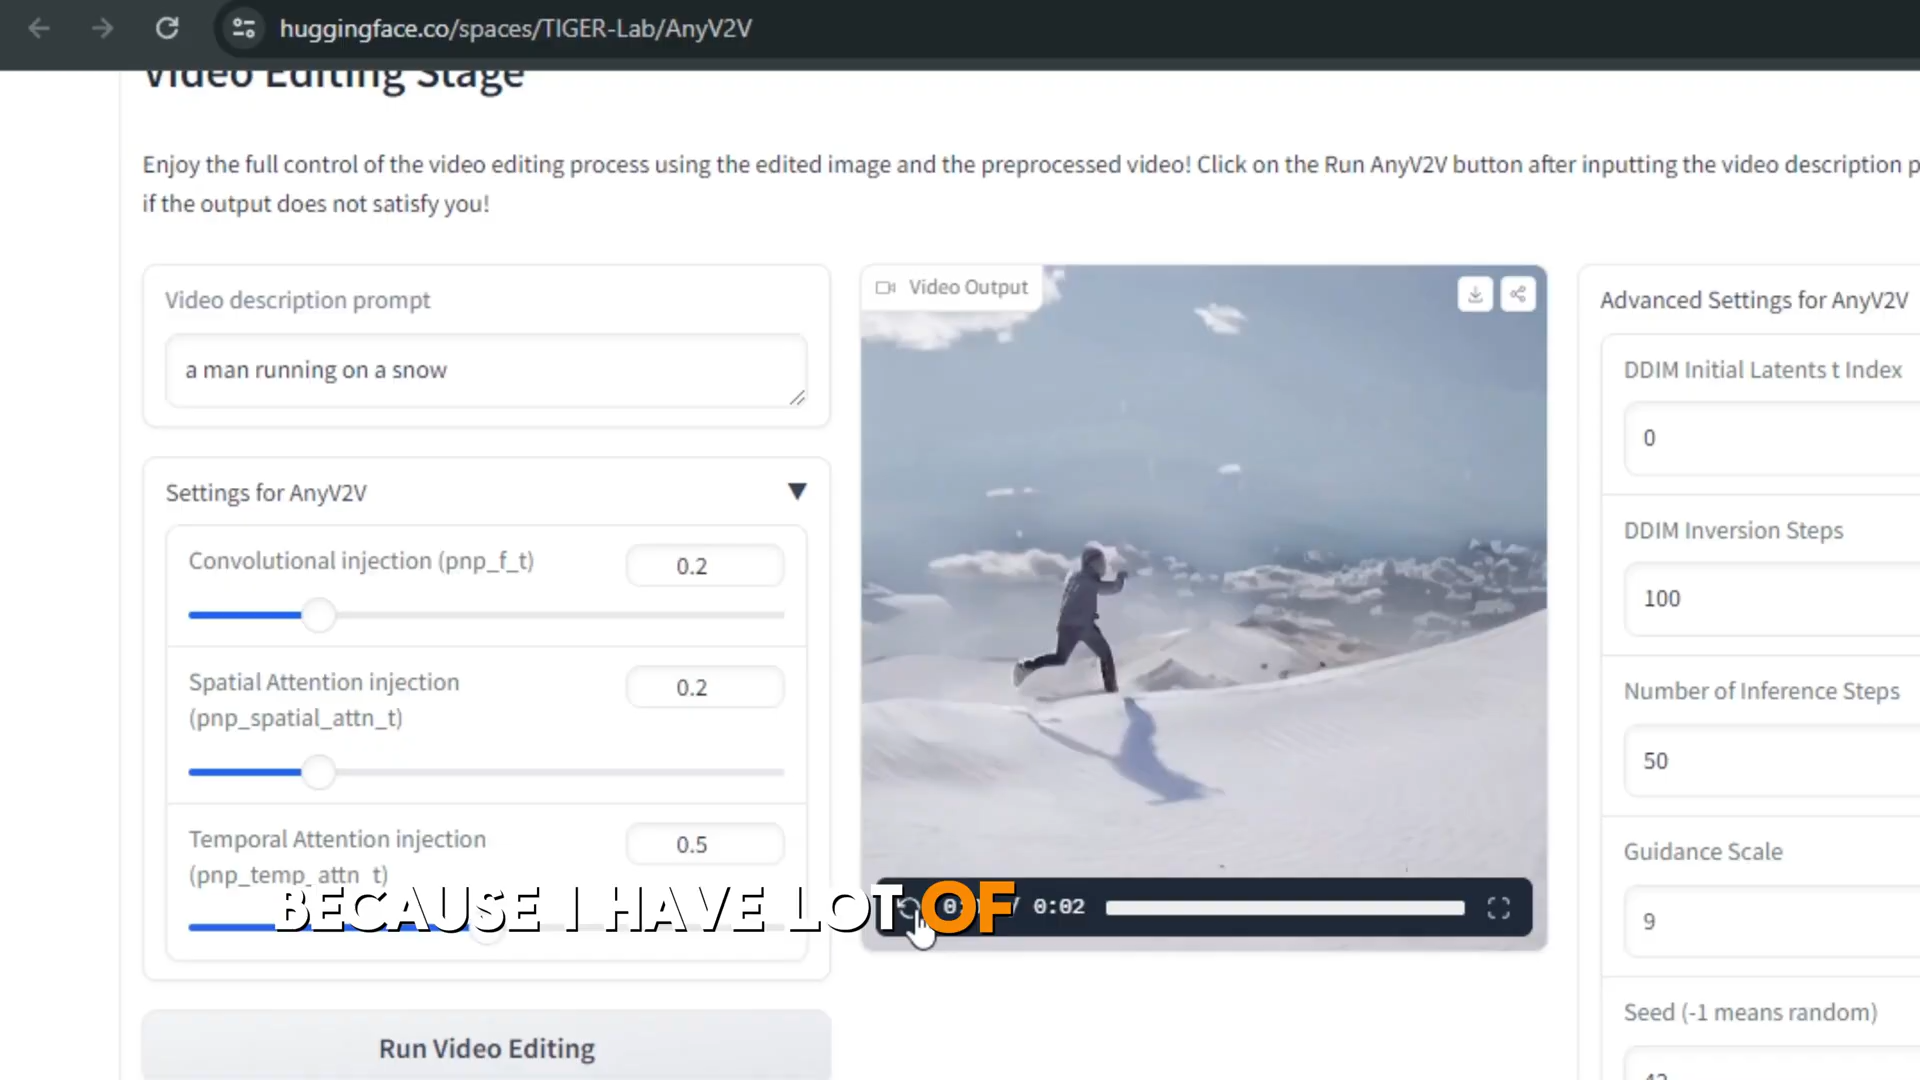 huggingface.co/spaces/TIGER-Lab/AnyV2V
Video Editing Stage
Enjoy the full control of the video editing process using the edited image and the preprocessed video! Click on the Run AnyV2V button after inputting the video description p
if the output does not satisfy you!
Video description prompt
a man running on a snow
Settings for AnyV2V
Convolutional injection (pnp_f_t)
0.2
Spatial Attention injection
(pnp_spatial_attn_t)
0.2
Temporal Attention injection
(pnp_temp_attn_t)
0.5
Run Video Editing
Video Output
/ 0:02
BECAUSE I HAVE LOT OF
Advanced Settings for AnyV2V
DDIM Initial Latents t Index
0
DDIM Inversion Steps
100
Number of Inference Steps
50
Guidance Scale
9
Seed (-1 means random)